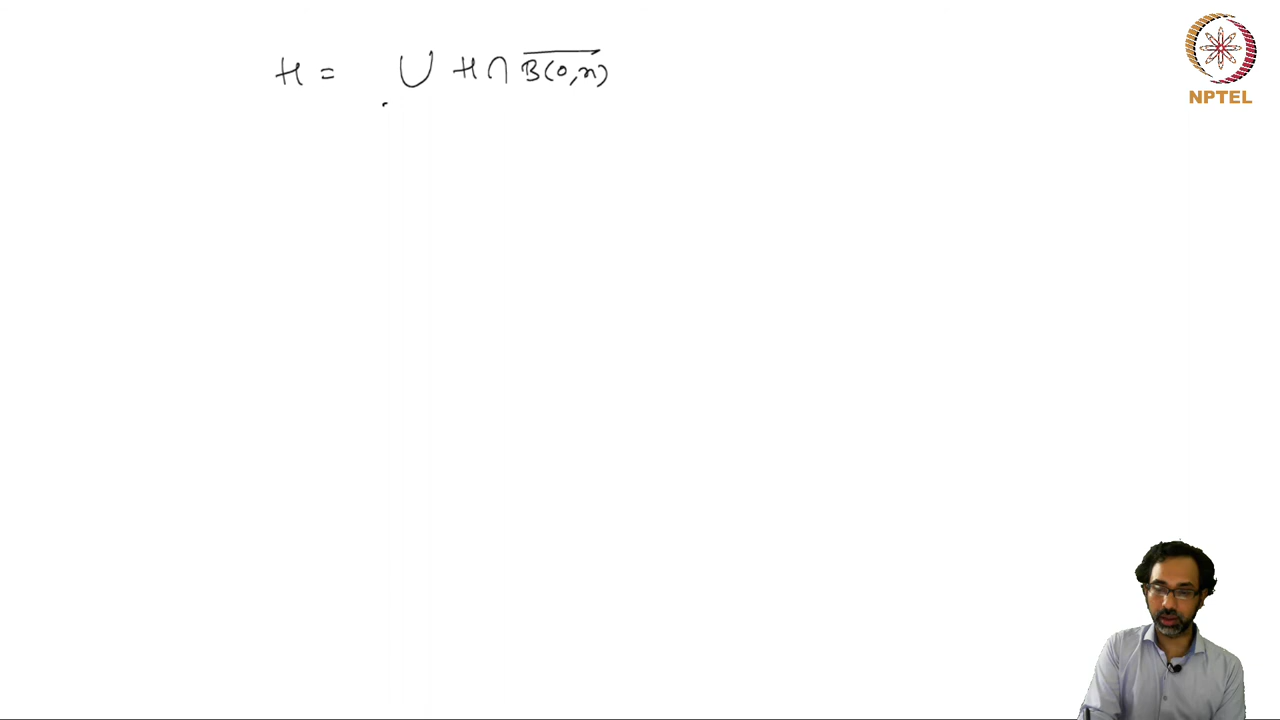 H = ∪ H ∩ \overline{B(0,n)}
NPTEL